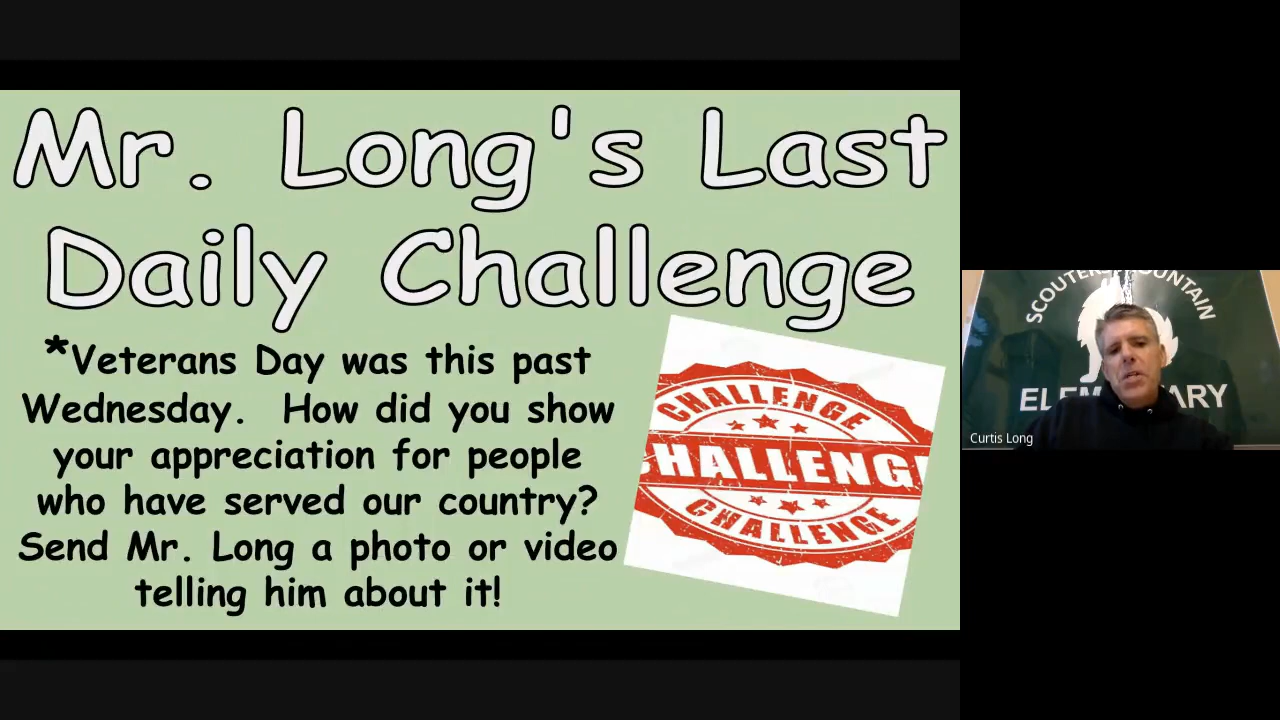 Mr. Long's Last
Daily Challenge
*Veterans Day was this past
Wednesday.  How did you show
your appreciation for people
who have served our country?
Send Mr. Long a photo or video
telling him about it!
CHALLENGE
CHALLENGE
CHALLENGE
Curtis Long